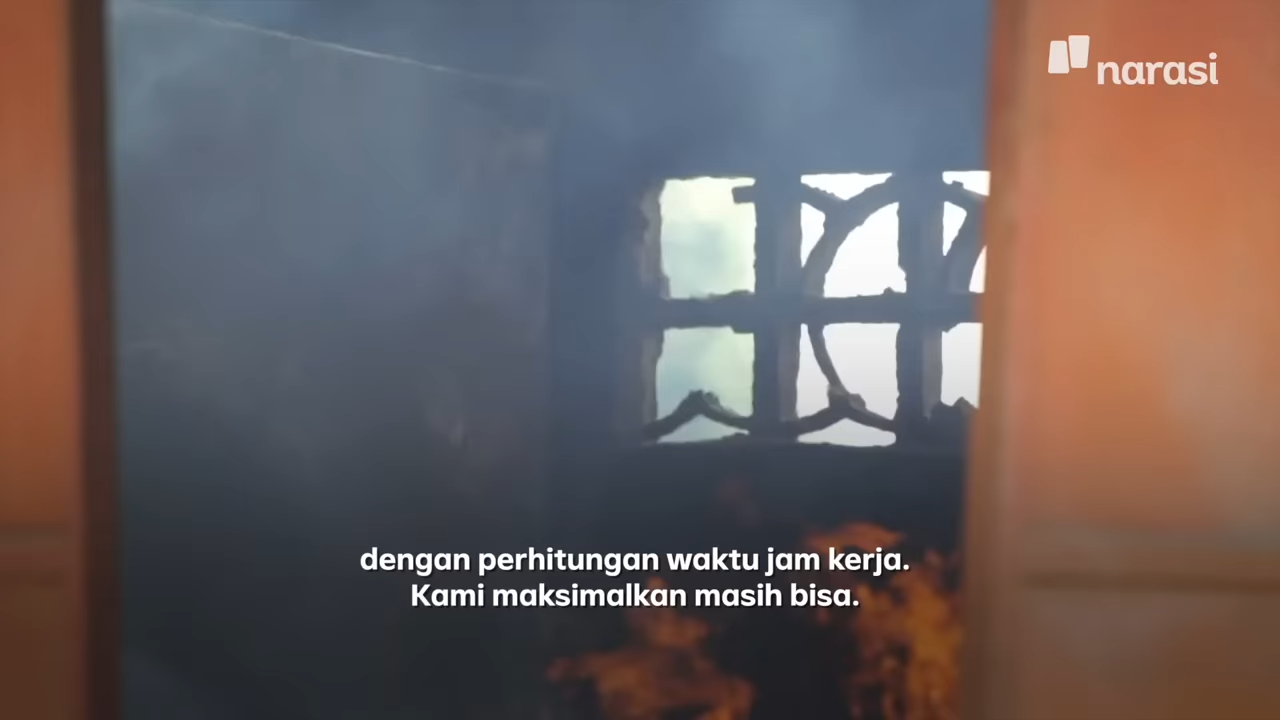 narasi
dengan perhitungan waktu jam kerja.
Kami maksimalkan masih bisa.